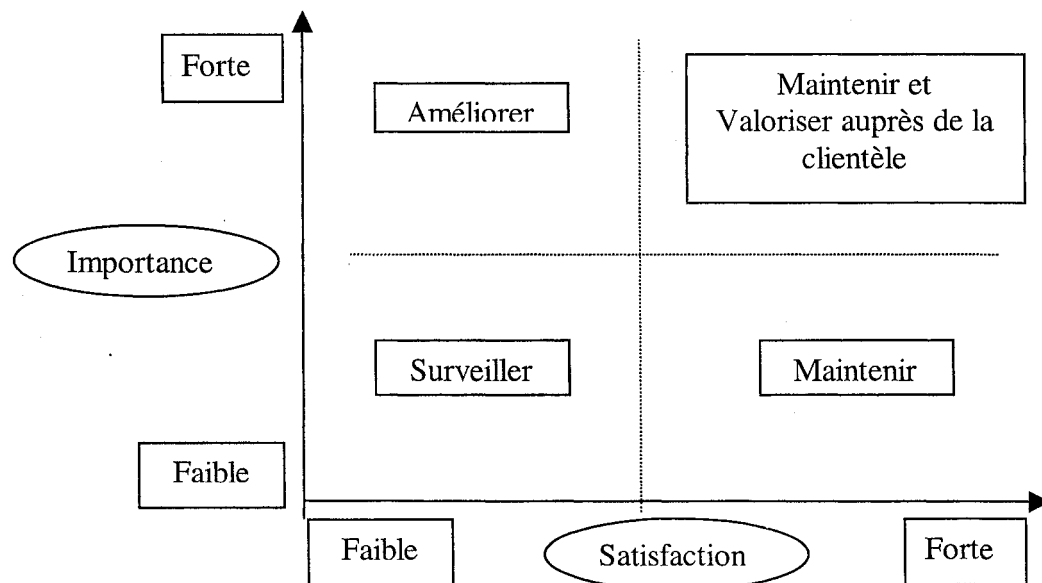 Forte
Améliorer
Maintenir et
Valoriser auprès de la
clientèle
Importance
Surveiller
Maintenir
Faible
Faible
Satisfaction
Forte